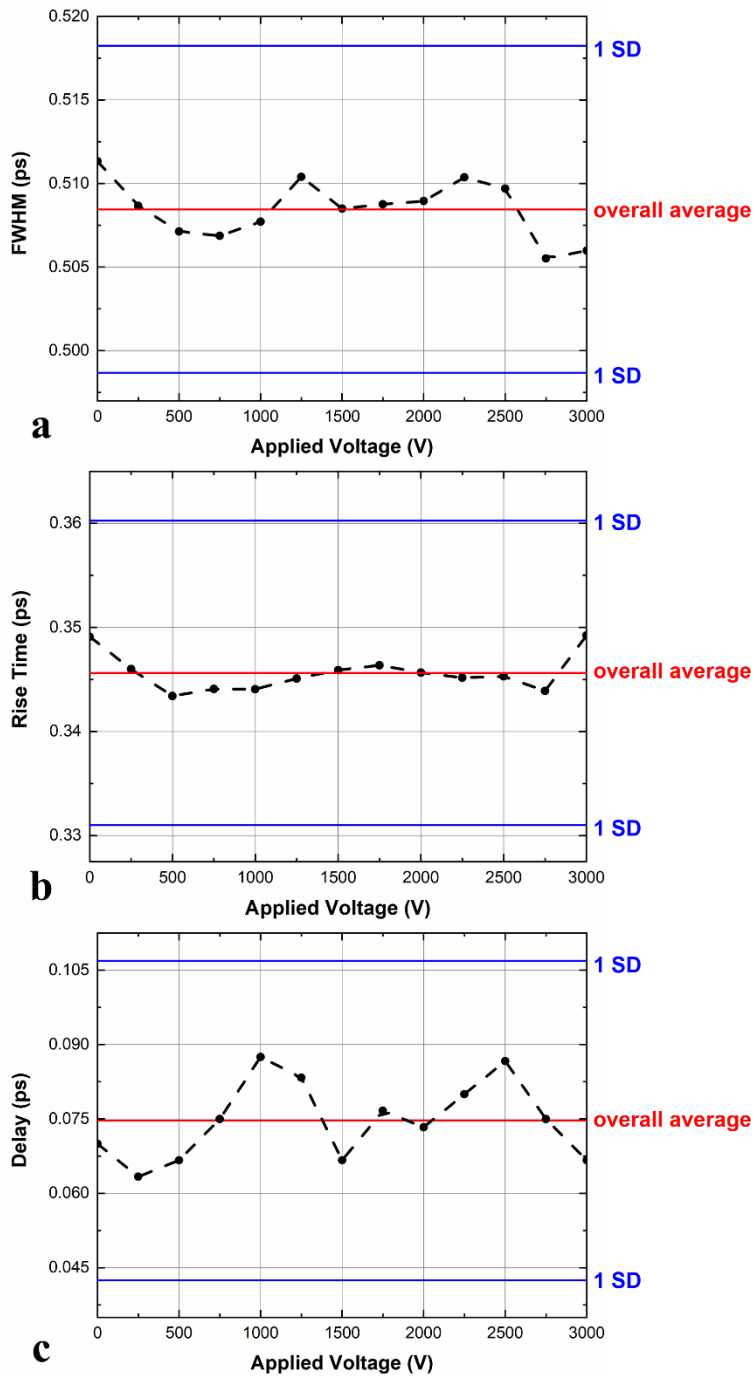 0.520
1 SD
0.515
0.510
overall average
0.505
0.500
1 SD
FWHM (ps)
0 500 1000 1500 2000 2500 3000
a
Applied Voltage (V)
0.36
1 SD
0.35
overall average
0.34
0.33
1 SD
Rise Time (ps)
0 500 1000 1500 2000 2500 3000
b
Applied Voltage (V)
0.105
1 SD
0.090
0.075
overall average
0.060
0.045
1 SD
Delay (ps)
0 500 1000 1500 2000 2500 3000
c
Applied Voltage (V)